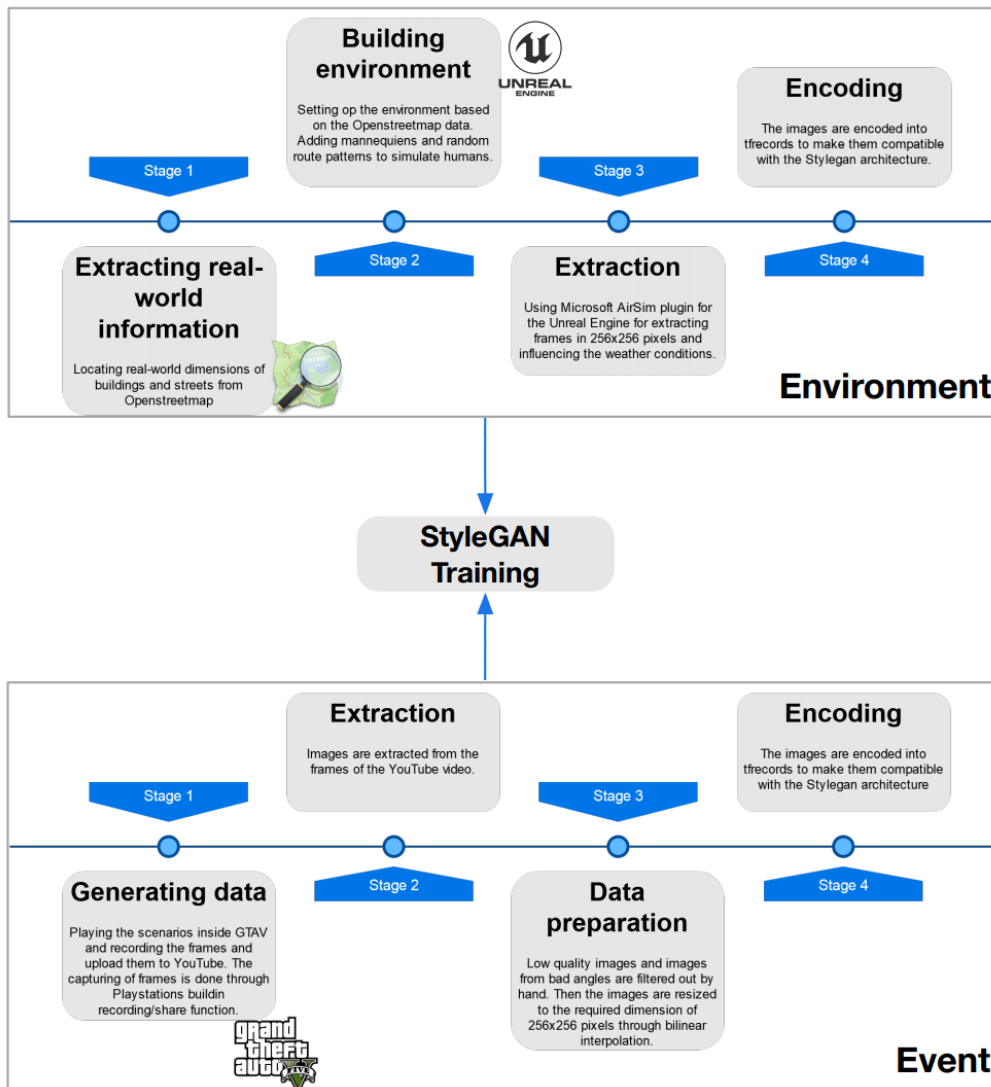 Building
environment
UNREAL
ENGINE
Setting op the environment based
on the Openstreetmap data.
Adding mannequiens and random
route patterns to simulate humans.
Encoding
The images are encoded into
tfrecords to make them compatible
with the Stylegan architecture.
Stage 1
Stage 3
Stage 2
Stage 4
Extracting real-
world
information
Locating real-world dimensions of
buildings and streets from
Openstreetmap
Extraction
Using Microsoft AirSim plugin for
the Unreal Engine for extracting
frames in 256x256 pixels and
influencing the weather conditions.
Environment
StyleGAN
Training
Extraction
Images are extracted from the
frames of the YouTube video.
Encoding
The images are encoded into
tfrecords to make them compatible
with the Stylegan architecture
Stage 1
Stage 3
Stage 2
Stage 4
Generating data
Playing the scenarios inside GTAV
and recording the frames and
upload them to YouTube. The
capturing of frames is done through
Playstations buildin
recording/share function.
grand
theft
auto
V
FIVE
Data
preparation
Low quality images and images
from bad angles are filtered out by
hand. Then the images are resized
to the required dimension of
256x256 pixels through bilinear
interpolation.
Event